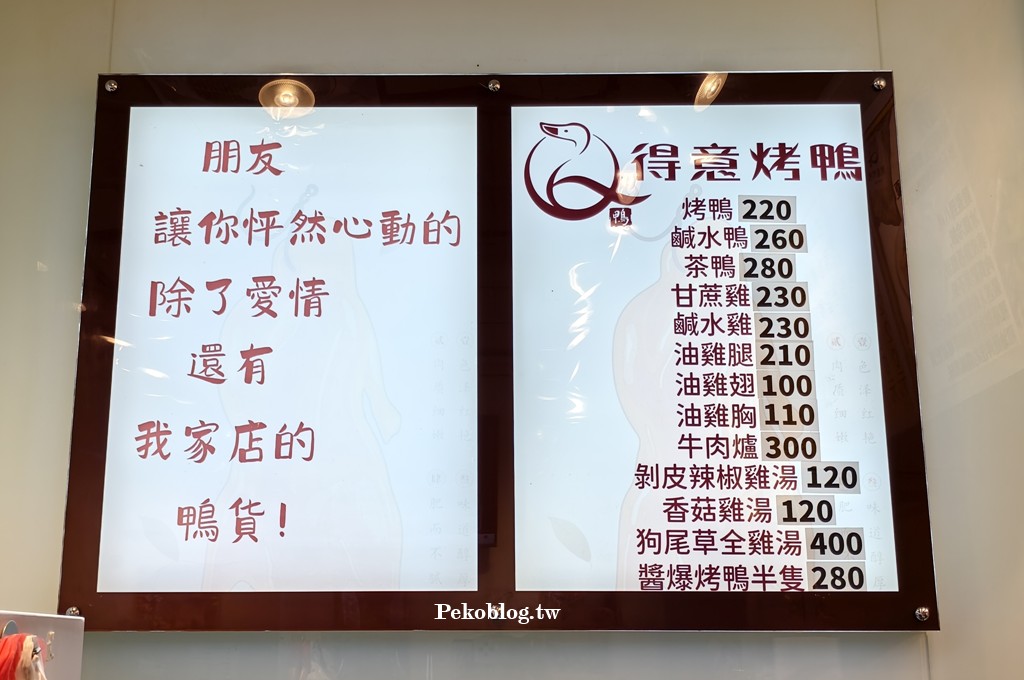 朋友
讓你怦然心動的
除了愛情
還有
我家店的
鴨貨!
得意烤鴨
鴨
烤鴨 220
鹹水鴨 260
茶鴨 280
甘蔗雞 230
鹹水雞 230
油雞腿 210
油雞翅 100
油雞胸 110
牛肉爐 300
剝皮辣椒雞湯 120
香菇雞湯 120
狗尾草全雞湯 400
醬爆烤鴨半隻 280
Pekoblog.tw